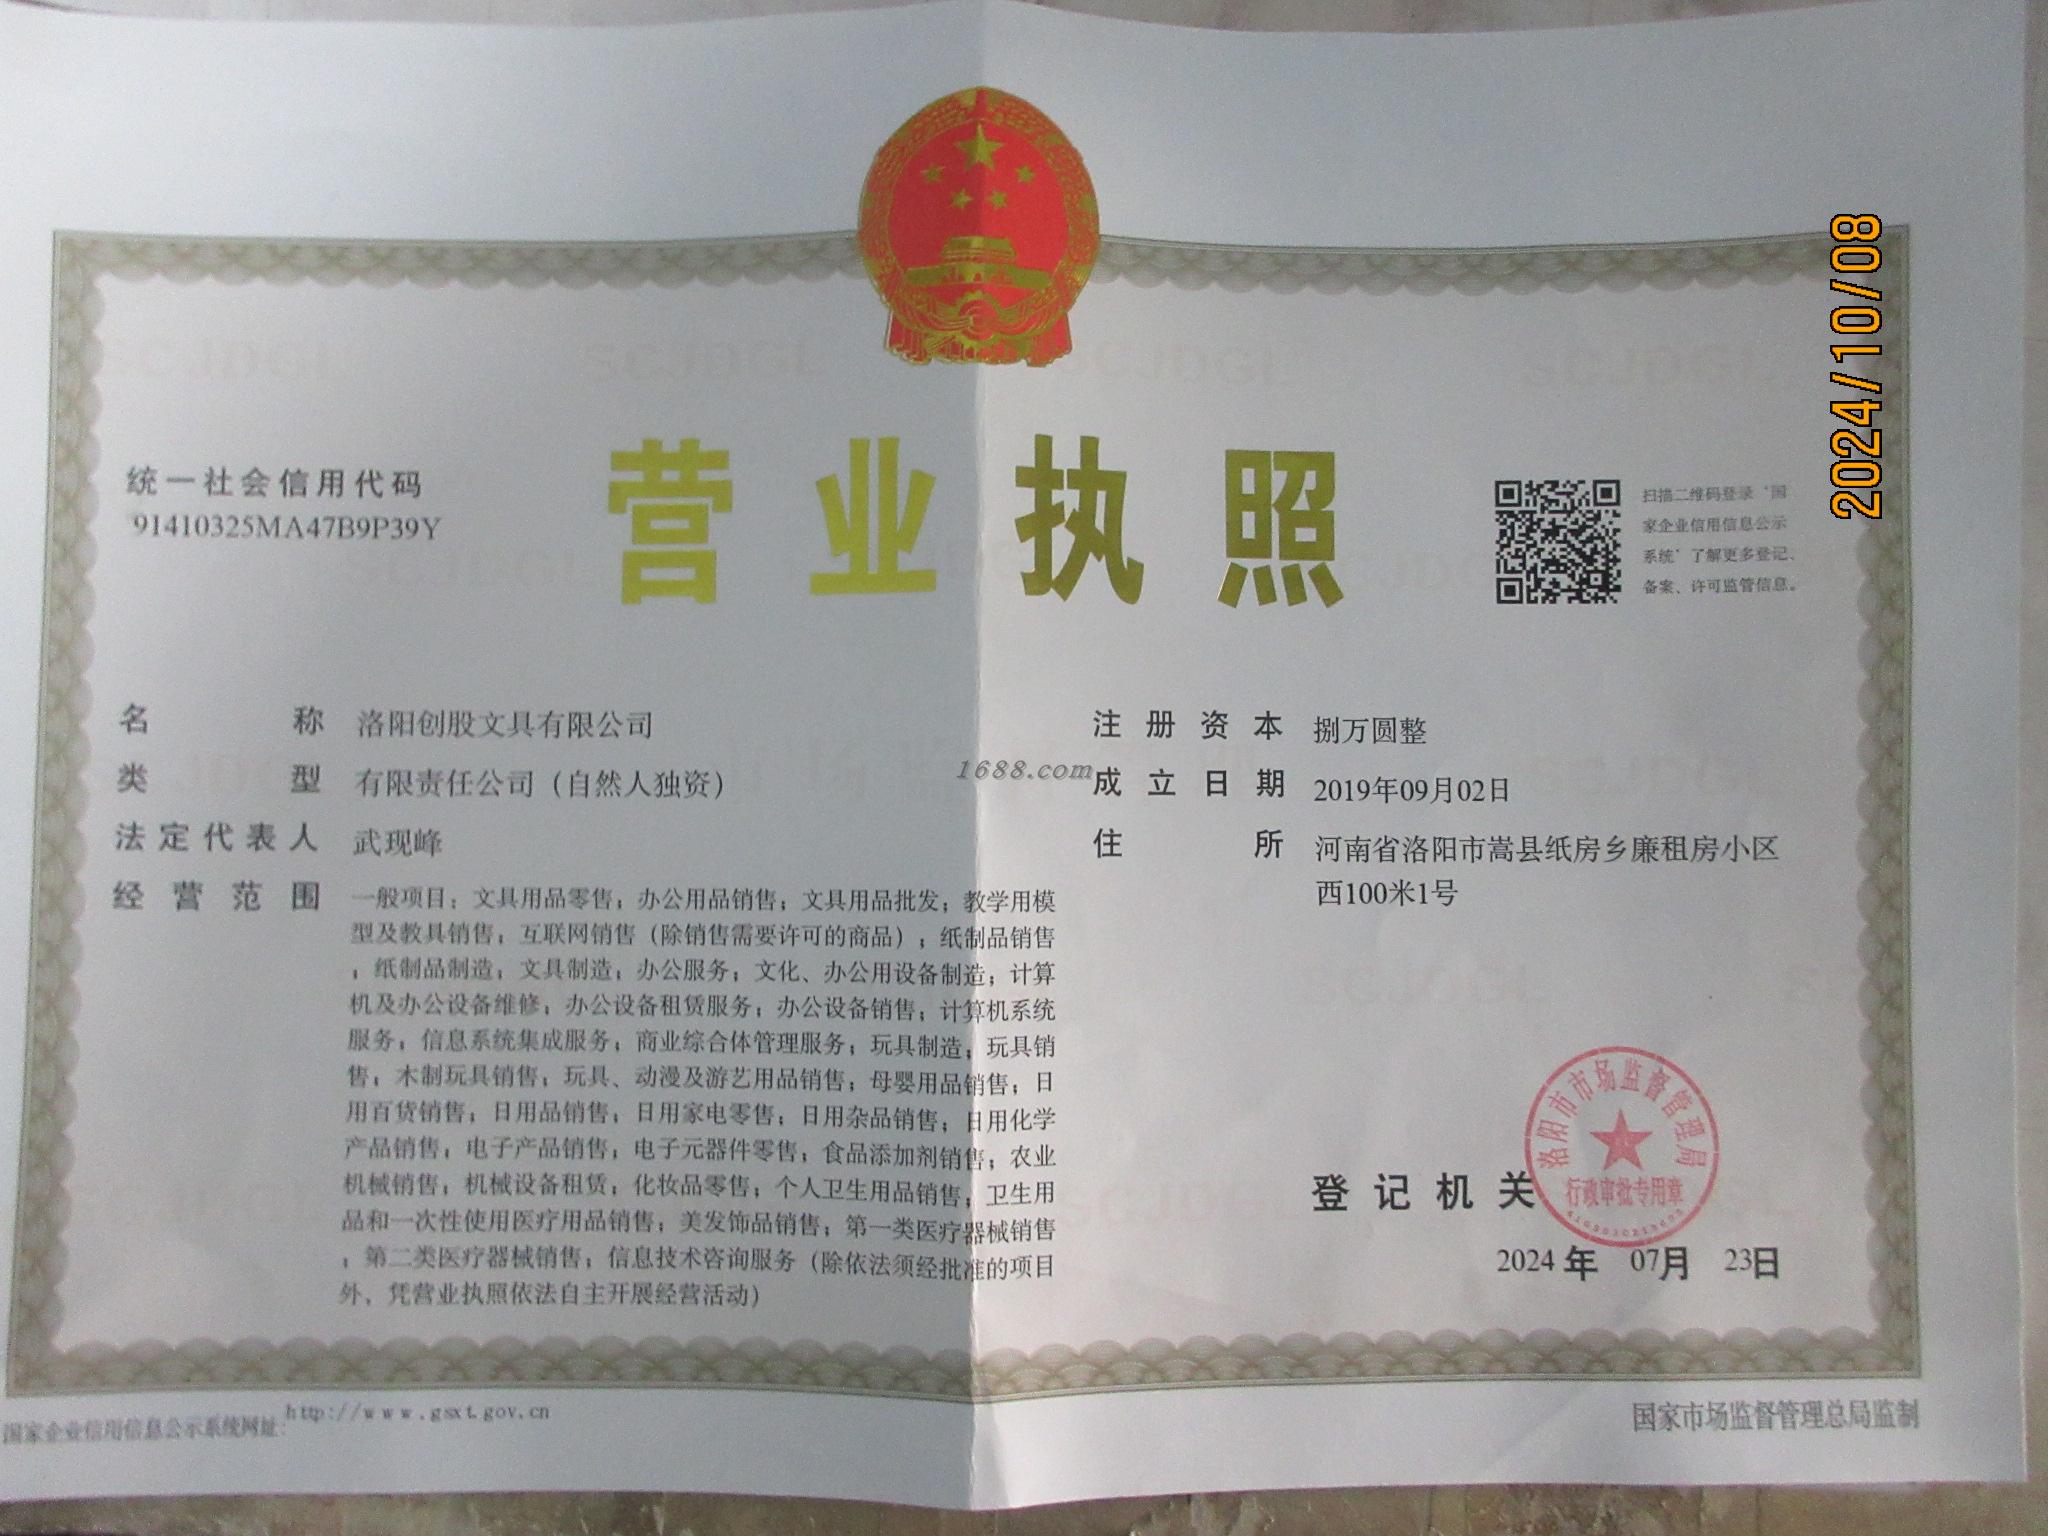 2024/10/08
营业执照
统一社会信用代码
91410325MA47B9P39Y
扫描二维码登录‘国
家企业信用信息公示
系统’了解更多登记、
备案、许可监管信息。
名 称 洛阳创股文具有限公司
类 型 有限责任公司（自然人独资）
法定代表人 武现峰
经营范围 一般项目：文具用品零售；办公用品销售；文具用品批发；教学用模
型及教具销售；互联网销售（除销售需要许可的商品）；纸制品销售
；纸制品制造；文具制造；办公服务；文化、办公用设备制造；计算
机及办公设备维修；办公设备租赁服务；办公设备销售；计算机系统
服务；信息系统集成服务；商业综合体管理服务；玩具制造；玩具销
售；木制玩具销售；玩具、动漫及游艺用品销售；母婴用品销售；日
用百货销售；日用品销售；日用家电零售；日用杂品销售；日用化学
产品销售；电子产品销售；电子元器件零售；食品添加剂销售；农业
机械销售；机械设备租赁；化妆品零售；个人卫生用品销售；卫生用
品和一次性使用医疗用品销售；美发饰品销售；第一类医疗器械销售
；第二类医疗器械销售；信息技术咨询服务（除依法须经批准的项目
外，凭营业执照依法自主开展经营活动）
1688.com
注册资本 捌万圆整
成立日期 2019年09月02日
住 所 河南省洛阳市嵩县纸房乡廉租房小区
西100米1号
登记机关
洛阳市市场监督管理局
行政审批专用章
2024 年 07月 23日
国家企业信用信息公示系统网址: http://www.gsxt.gov.cn
国家市场监督管理总局监制